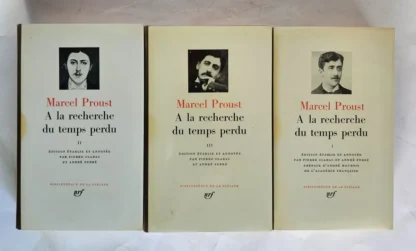 Marcel Proust
A la recherche
du temps perdu
II
ÉDITION ÉTABLIE ET ANNOTÉE
PAR PIERRE CLARAC
ET ANDRÉ FERRÉ
BIBLIOTHÈQUE DE LA PLÉIADE
nrf
Marcel Proust
A la recherche
du temps perdu
III
ÉDITION ÉTABLIE ET ANNOTÉE
PAR PIERRE CLARAC
ET ANDRÉ FERRÉ
BIBLIOTHÈQUE DE LA PLÉIADE
nrf
Marcel Proust
A la recherche
du temps perdu
I
ÉDITION ÉTABLIE ET ANNOTÉE
PAR PIERRE CLARAC ET ANDRÉ FERRÉ
PRÉFACE D'ANDRÉ MAUROIS
DE L'ACADÉMIE FRANÇAISE
BIBLIOTHÈQUE DE LA PLÉIADE
nrf